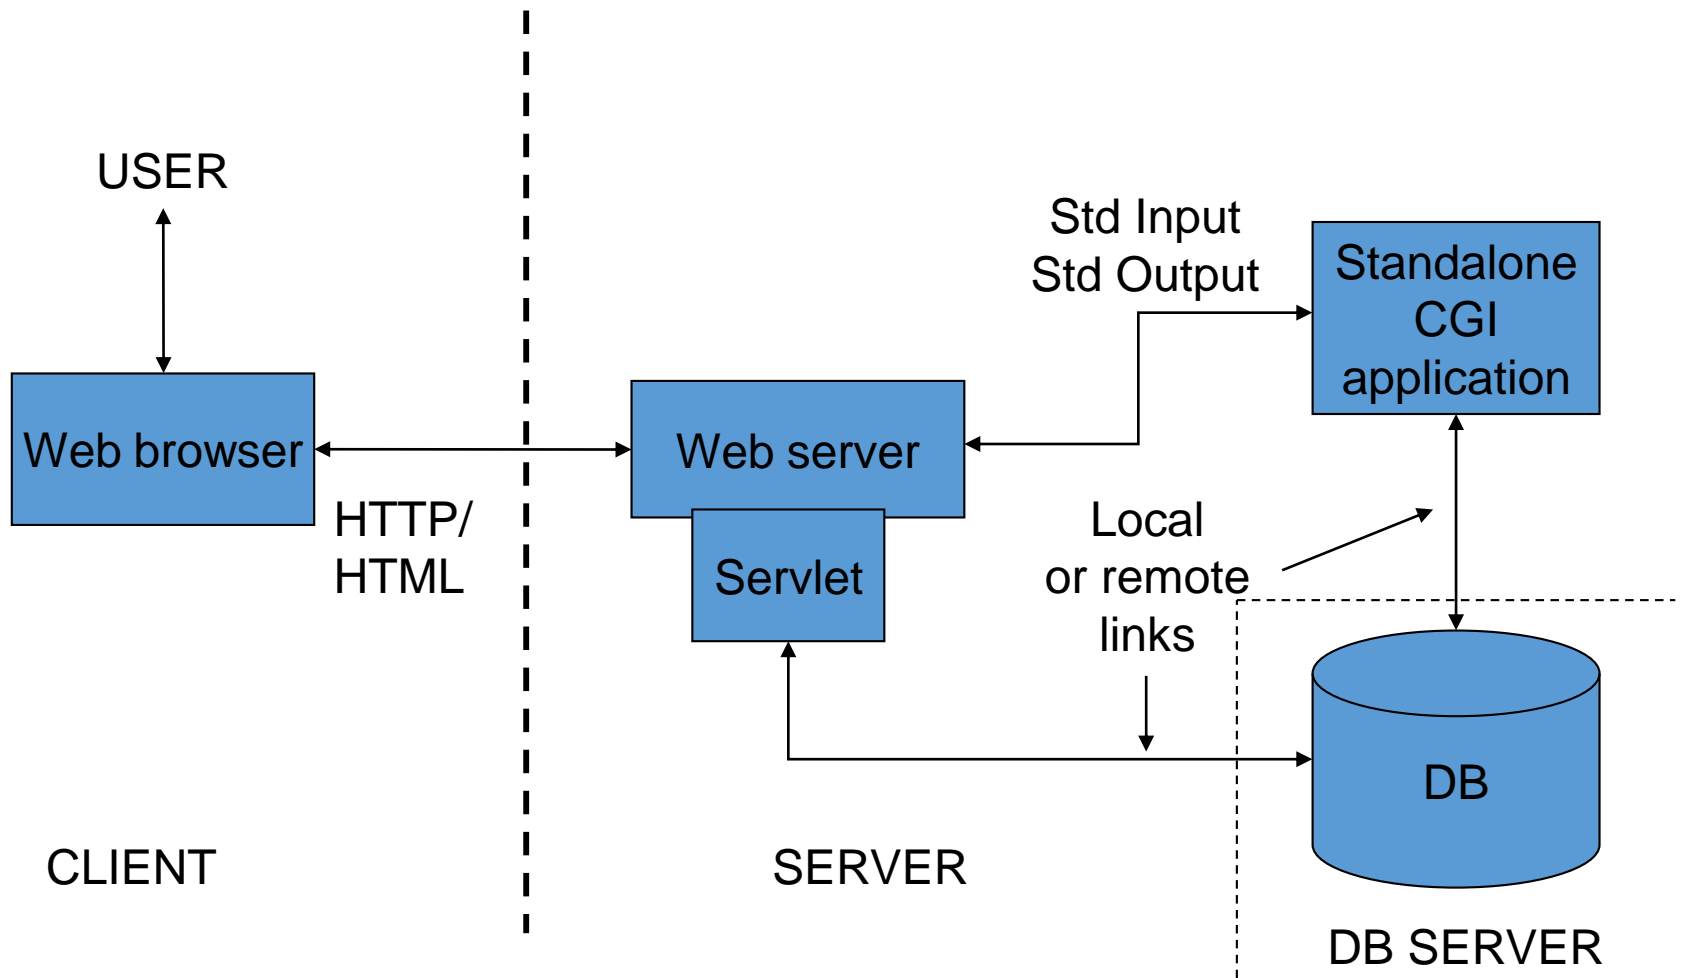 USER
Web browser
HTTP/
HTML
Web server
Servlet
Std Input
Std Output
Standalone
CGI
application
Local
or remote
links
DB
CLIENT
SERVER
DB SERVER